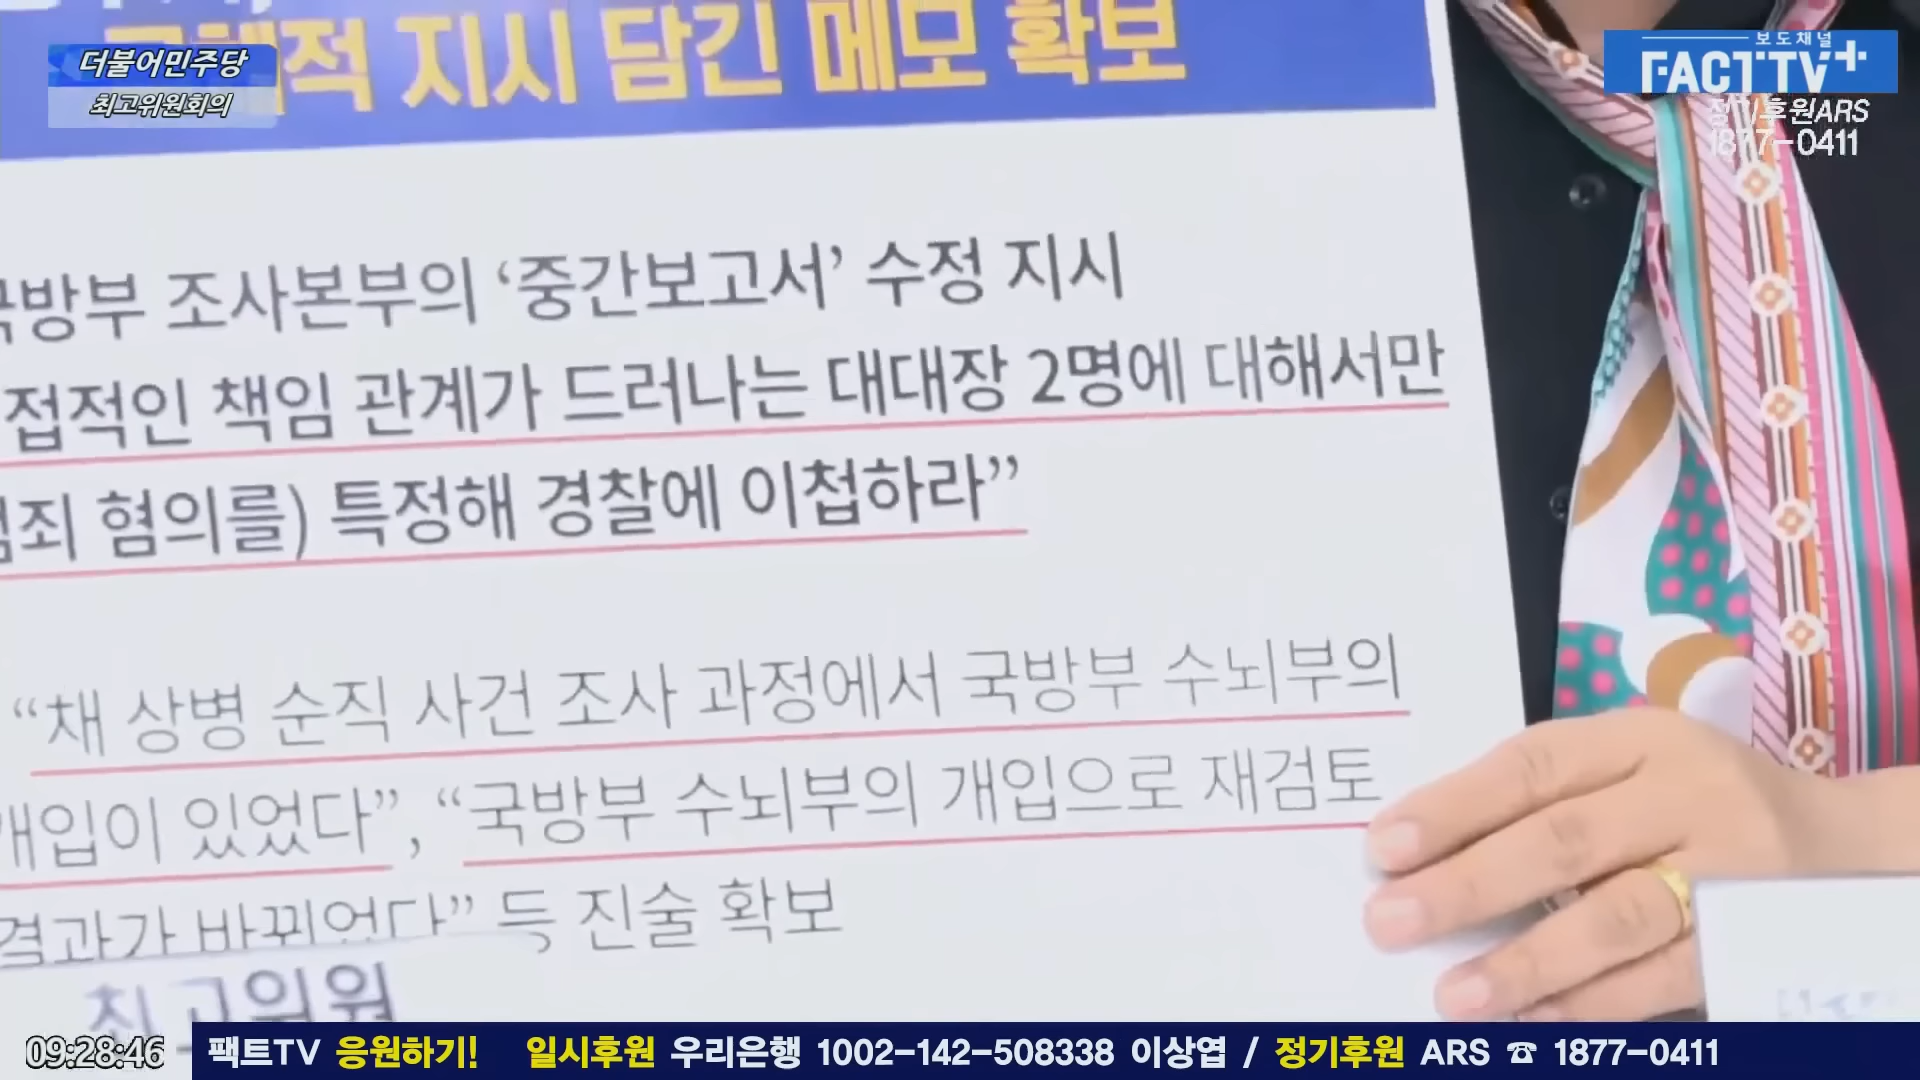 더불어민주당
최고위원회의
지시 담긴 메모 확보
보도채널
FACTTV+
정기후원ARS
1877-0411
국방부 조사본부의 ‘중간보고서’ 수정 지시
접적인 책임 관계가 드러나는 대대장 2명에 대해서만
범죄 혐의를) 특정해 경찰에 이첩하라”
“채 상병 순직 사건 조사 과정에서 국방부 수뇌부의
개입이 있었다”, “국방부 수뇌부의 개입으로 재검토
결과가 바뀌었다” 등 진술 확보
최고위원
09:28:46
팩트TV 응원하기! 일시후원 우리은행 1002-142-508338 이상엽 / 정기후원 ARS ☎ 1877-0411